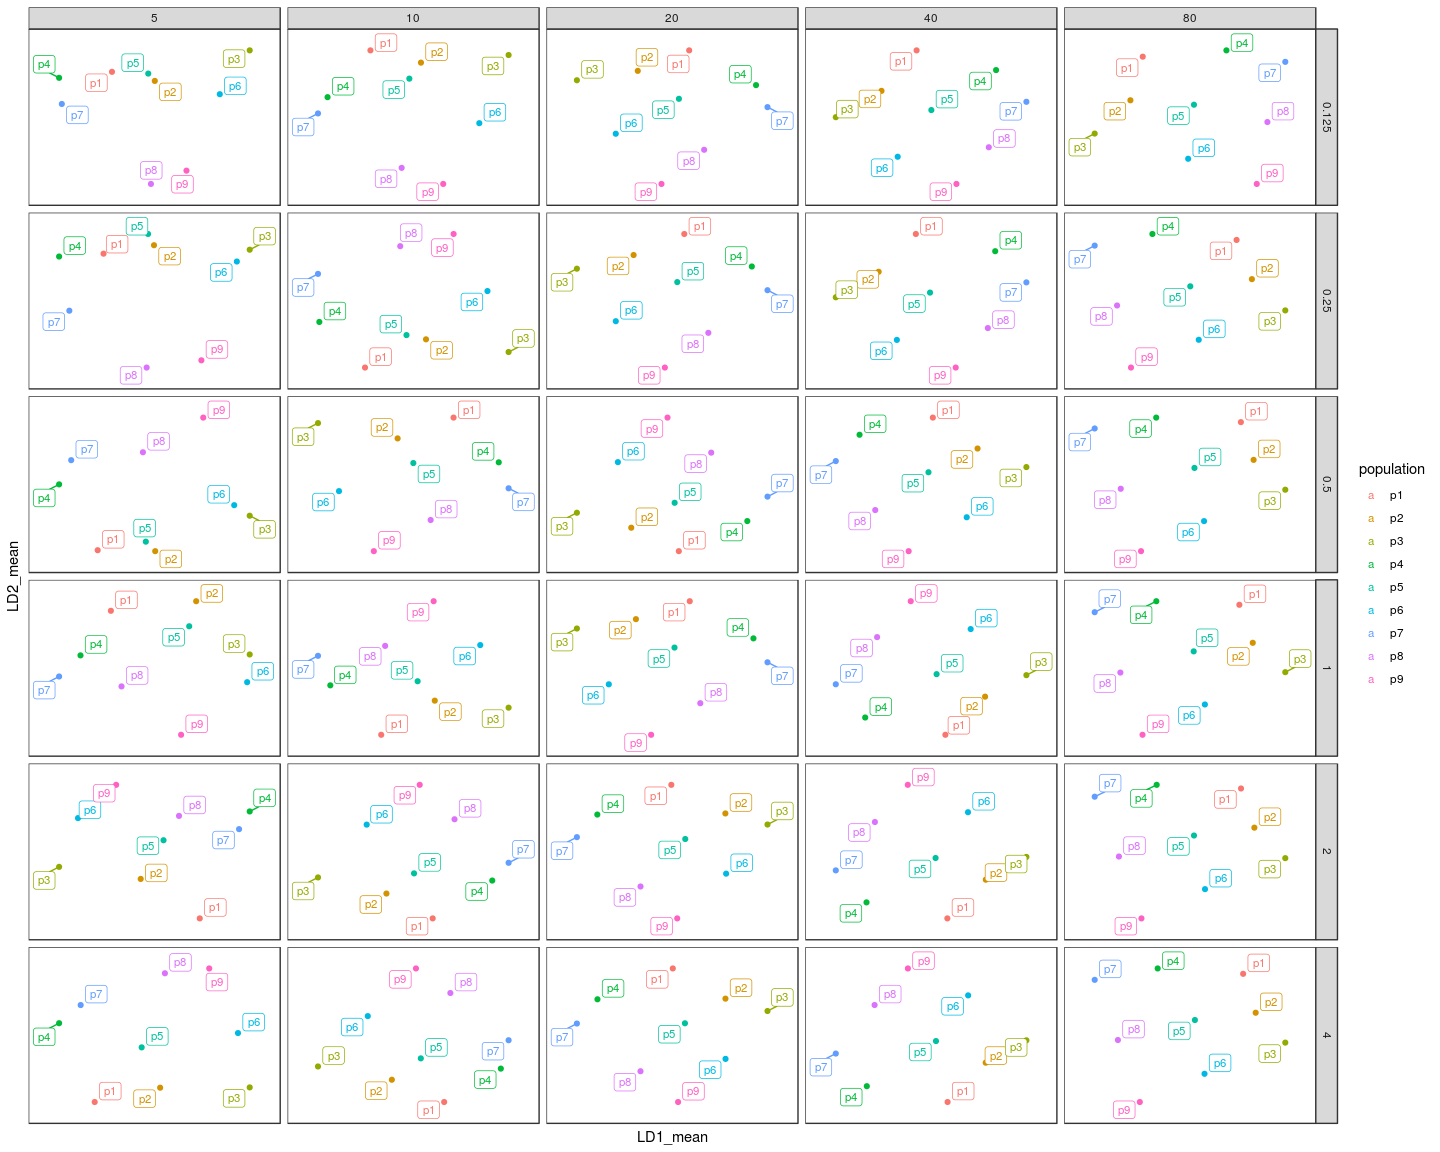 5 10 20 40 80
p4 p5 p3 p1 p2 p6 p7 p8 p9
p1 p2 p3 p4 p5 p6 p7 p8 p9
p3 p2 p1 p4 p5 p6 p7 p8 p9
p1 p4 p2 p3 p5 p7 p8 p6 p9
p4 p1 p7 p2 p5 p8 p3 p6 p9
0.125
p5 p3 p4 p1 p2 p6 p7 p9 p8
p8 p9 p7 p6 p4 p5 p2 p3 p1
p1 p4 p2 p5 p3 p7 p6 p8 p9
p1 p4 p2 p3 p7 p5 p8 p6 p9
p4 p1 p7 p2 p5 p8 p3 p6 p9
0.25
p9 p8 p7 p6 p4 p5 p3 p1 p2
p1 p2 p3 p4 p5 p6 p7 p8 p9
p9 p6 p8 p7 p5 p2 p3 p4 p1
p1 p4 p2 p7 p3 p5 p6 p8 p9
p1 p4 p7 p2 p5 p8 p3 p6 p9
0.5
p2 p1 p5 p4 p3 p6 p8 p7 p9
p9 p6 p8 p7 p5 p4 p2 p3 p1
p1 p4 p2 p3 p5 p7 p8 p6 p9
p9 p6 p8 p5 p3 p7 p2 p4 p1
p1 p7 p4 p5 p2 p3 p8 p6 p9
1
p9 p4 p8 p6 p7 p5 p2 p3 p1
p9 p8 p6 p7 p5 p3 p4 p2 p1
p1 p4 p2 p3 p5 p7 p6 p8 p9
p9 p6 p8 p7 p3 p5 p2 p1 p4
p7 p4 p1 p2 p8 p5 p3 p6 p9
2
p8 p9 p7 p6 p5 p4 p1 p3 p2
p9 p8 p6 p5 p7 p3 p4 p2 p1
p1 p4 p2 p3 p7 p5 p6 p8 p9
p9 p8 p6 p3 p5 p2 p7 p1 p4
p4 p1 p7 p2 p8 p5 p3 p6 p9
4
LD2_mean
LD1_mean
population
a p1
a p2
a p3
a p4
a p5
a p6
a p7
a p8
a p9